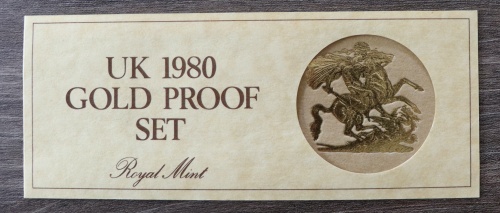 UK 1980
GOLD PROOF
SET
Royal Mint